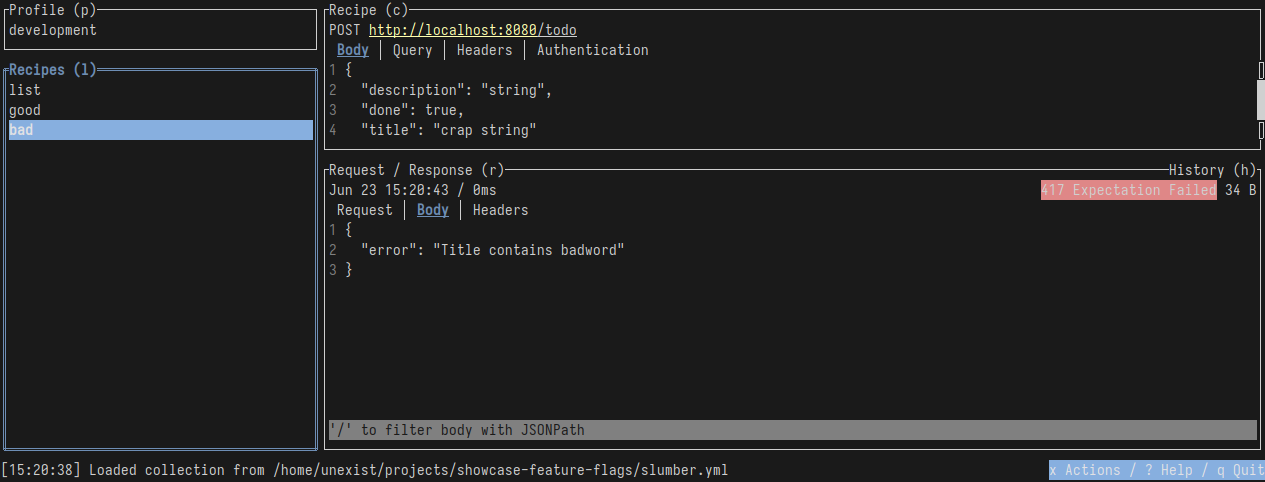 Profile (p)
development
Recipes (l)
list
good
bad
Recipe (c)
POST http://localhost:8080/todo
Body Query Headers Authentication
1 {
2 "description": "string",
3 "done": true,
4 "title": "crap string"
Request / Response (r) History (h)
Jun 23 15:20:43 / 0ms 417 Expectation Failed 34 B
Request Body Headers
1 {
2 "error": "Title contains badword"
3 }
'/' to filter body with JSONPath
[15:20:38] Loaded collection from /home/unexist/projects/showcase-feature-flags/slumber.yml x Actions / ? Help / q Quit